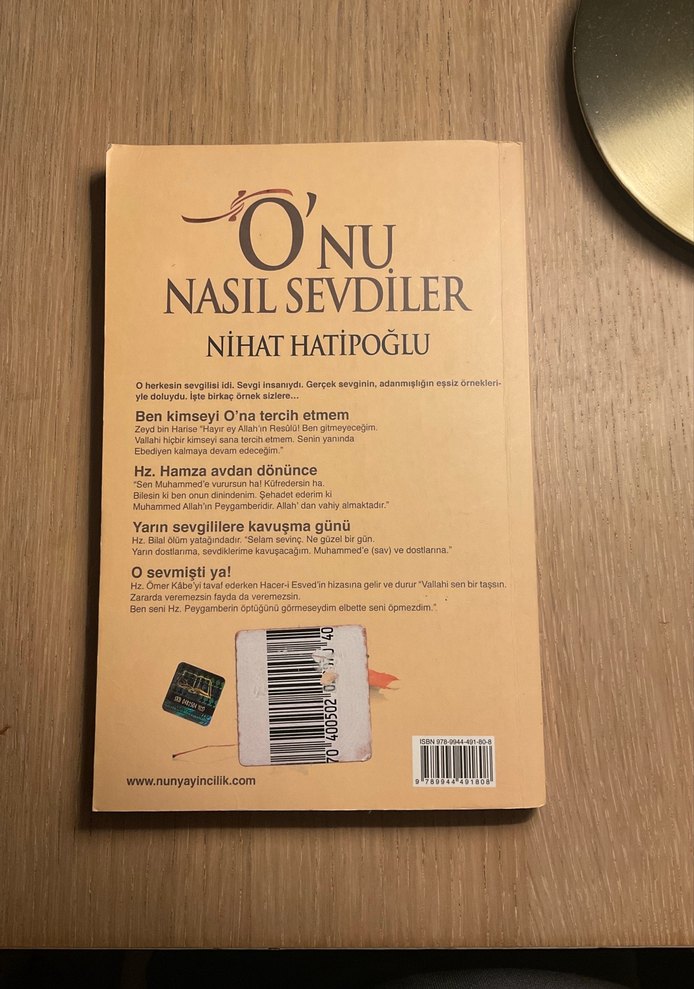 O'NU
NASIL SEVDİLER
NİHAT HATİPOĞLU
O herkesin sevgilisi idi. Sevgi insanıydı. Gerçek sevginin, adanmışlığın eşsiz örnekleri-
yle doluydu. İşte birkaç örnek sizlere...
Ben kimseyi O'na tercih etmem
Zeyd bin Harise "Hayır ey Allah'ın Resûlü! Ben gitmeyeceğim.
Vallahi hiçbir kimseyi sana tercih etmem. Senin yanında
Ebediyen kalmaya devam edeceğim."
Hz. Hamza avdan dönünce
"Sen Muhammed'e vurursun ha! Küfredersin ha.
Bilesin ki ben onun dinindenim. Şehadet ederim ki
Muhammed Allah'ın Peygamberidir. Allah' dan vahiy almaktadır."
Yarın sevgililere kavuşma günü
Hz. Bilal ölüm yatağındadır. "Selam sevinç. Ne güzel bir gün.
Yarın dostlarıma, sevdiklerime kavuşacağım. Muhammed'e (sav) ve dostlarına."
O sevmişti ya!
Hz. Ömer Kâbe'yi tavaf ederken Hacer-i Esved'in hizasına gelir ve durur "Vallahi sen bir taşsın.
Zararda veremezsin fayda da veremezsin.
Ben seni Hz. Peygamberin öptüğünü görmeseydim elbette seni öpmezdim."
70 400502
40
www.nunyayincilik.com
ISBN 978-9944-491-80-8
9 789944 491808